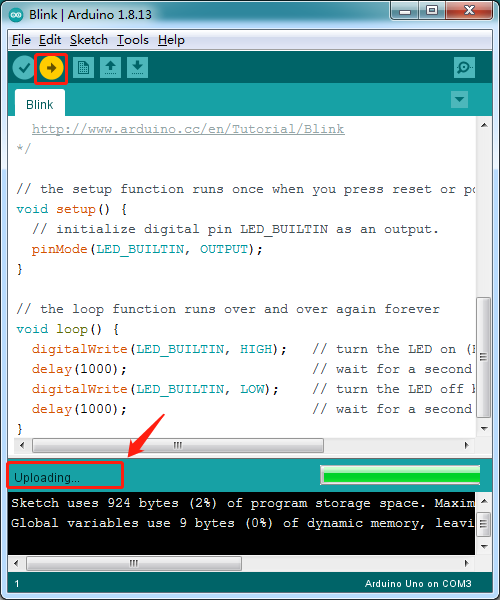 Blink | Arduino 1.8.13
File Edit Sketch Tools Help
Blink
http://www.arduino.cc/en/Tutorial/Blink
*/
// the setup function runs once when you press reset or
void setup() {
// initialize digital pin LED_BUILTIN as an output.
pinMode(LED_BUILTIN, OUTPUT);
}
// the loop function runs over and over again forever
void loop() {
digitalWrite(LED_BUILTIN, HIGH); // turn the LED on (
delay(1000); // wait for a second
digitalWrite(LED_BUILTIN, LOW); // turn the LED off
delay(1000); // wait for a second
}
Uploading...
Sketch uses 924 bytes (2%) of program storage space.
Global variables use 9 bytes (0%) of dynamic memory,
1 Arduino Uno on COM3